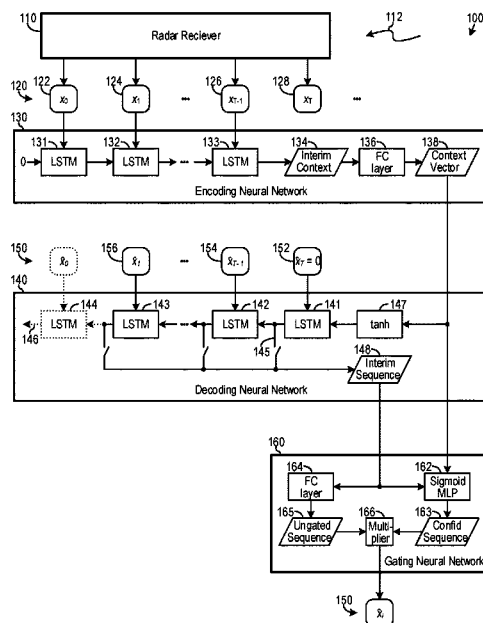 110
Radar Reciever
112
100
120
122
x₀
124
x₁
...
126
x_T-1
128
x_T
...
130
0
131
LSTM
132
LSTM
...
133
LSTM
134
Interim
Context
136
FC
layer
138
Context
Vector
Encoding Neural Network
150
x̂₀
156
x̂₁
...
154
x̂_T-1
152
x̂_T = 0
140
146
144
LSTM
143
LSTM
...
142
LSTM
145
141
LSTM
147
tanh
148
Interim
Sequence
Decoding Neural Network
160
164
FC
layer
162
Sigmoid
MLP
165
Ungated
Sequence
166
Multi-
plier
163
Confid
Sequence
Gating Neural Network
150
x̂ᵢ